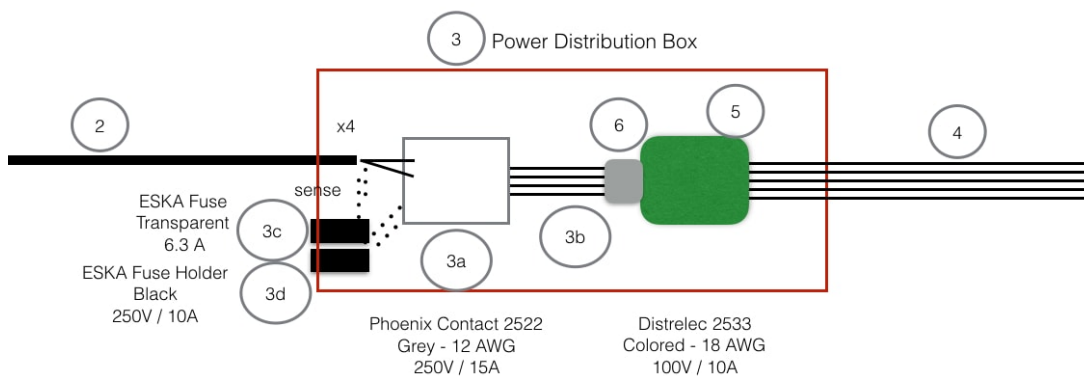 3
Power Distribution Box
2
x4
6
5
4
sense
ESKA Fuse
Transparent
6.3 A
3c
3b
3a
ESKA Fuse Holder
Black
250V / 10A
3d
Phoenix Contact 2522
Grey - 12 AWG
250V / 15A
Distrelec 2533
Colored - 18 AWG
100V / 10A